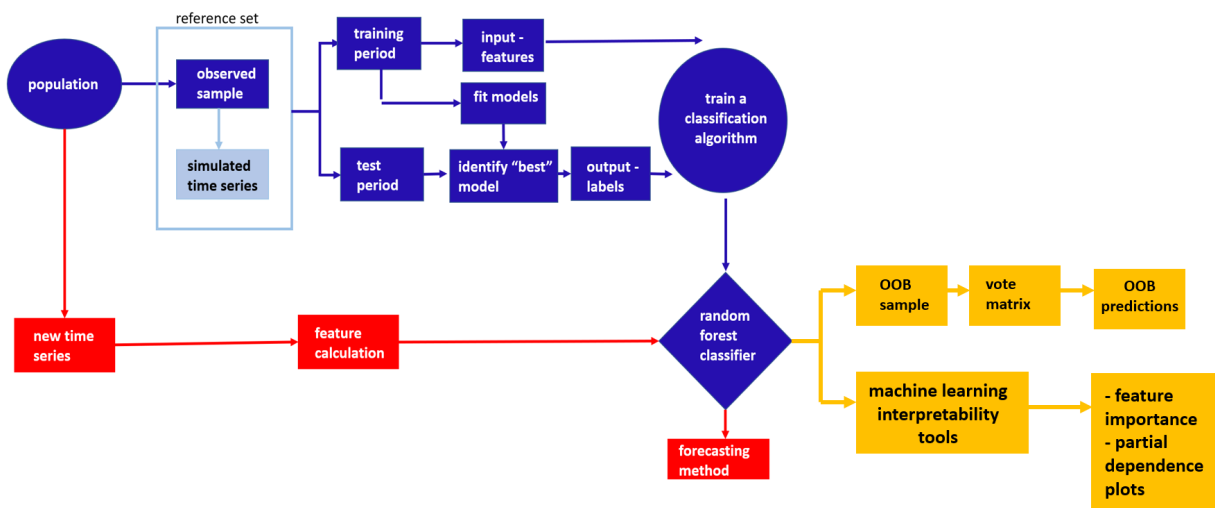 reference set
population
observed
sample
simulated
time series
training
period
input -
features
fit models
test
period
identify “best”
model
output -
labels
train a
classification
algorithm
new time
series
feature
calculation
random
forest
classifier
forecasting
method
OOB
sample
vote
matrix
OOB
predictions
machine learning
interpretability
tools
- feature
importance
- partial
dependence
plots